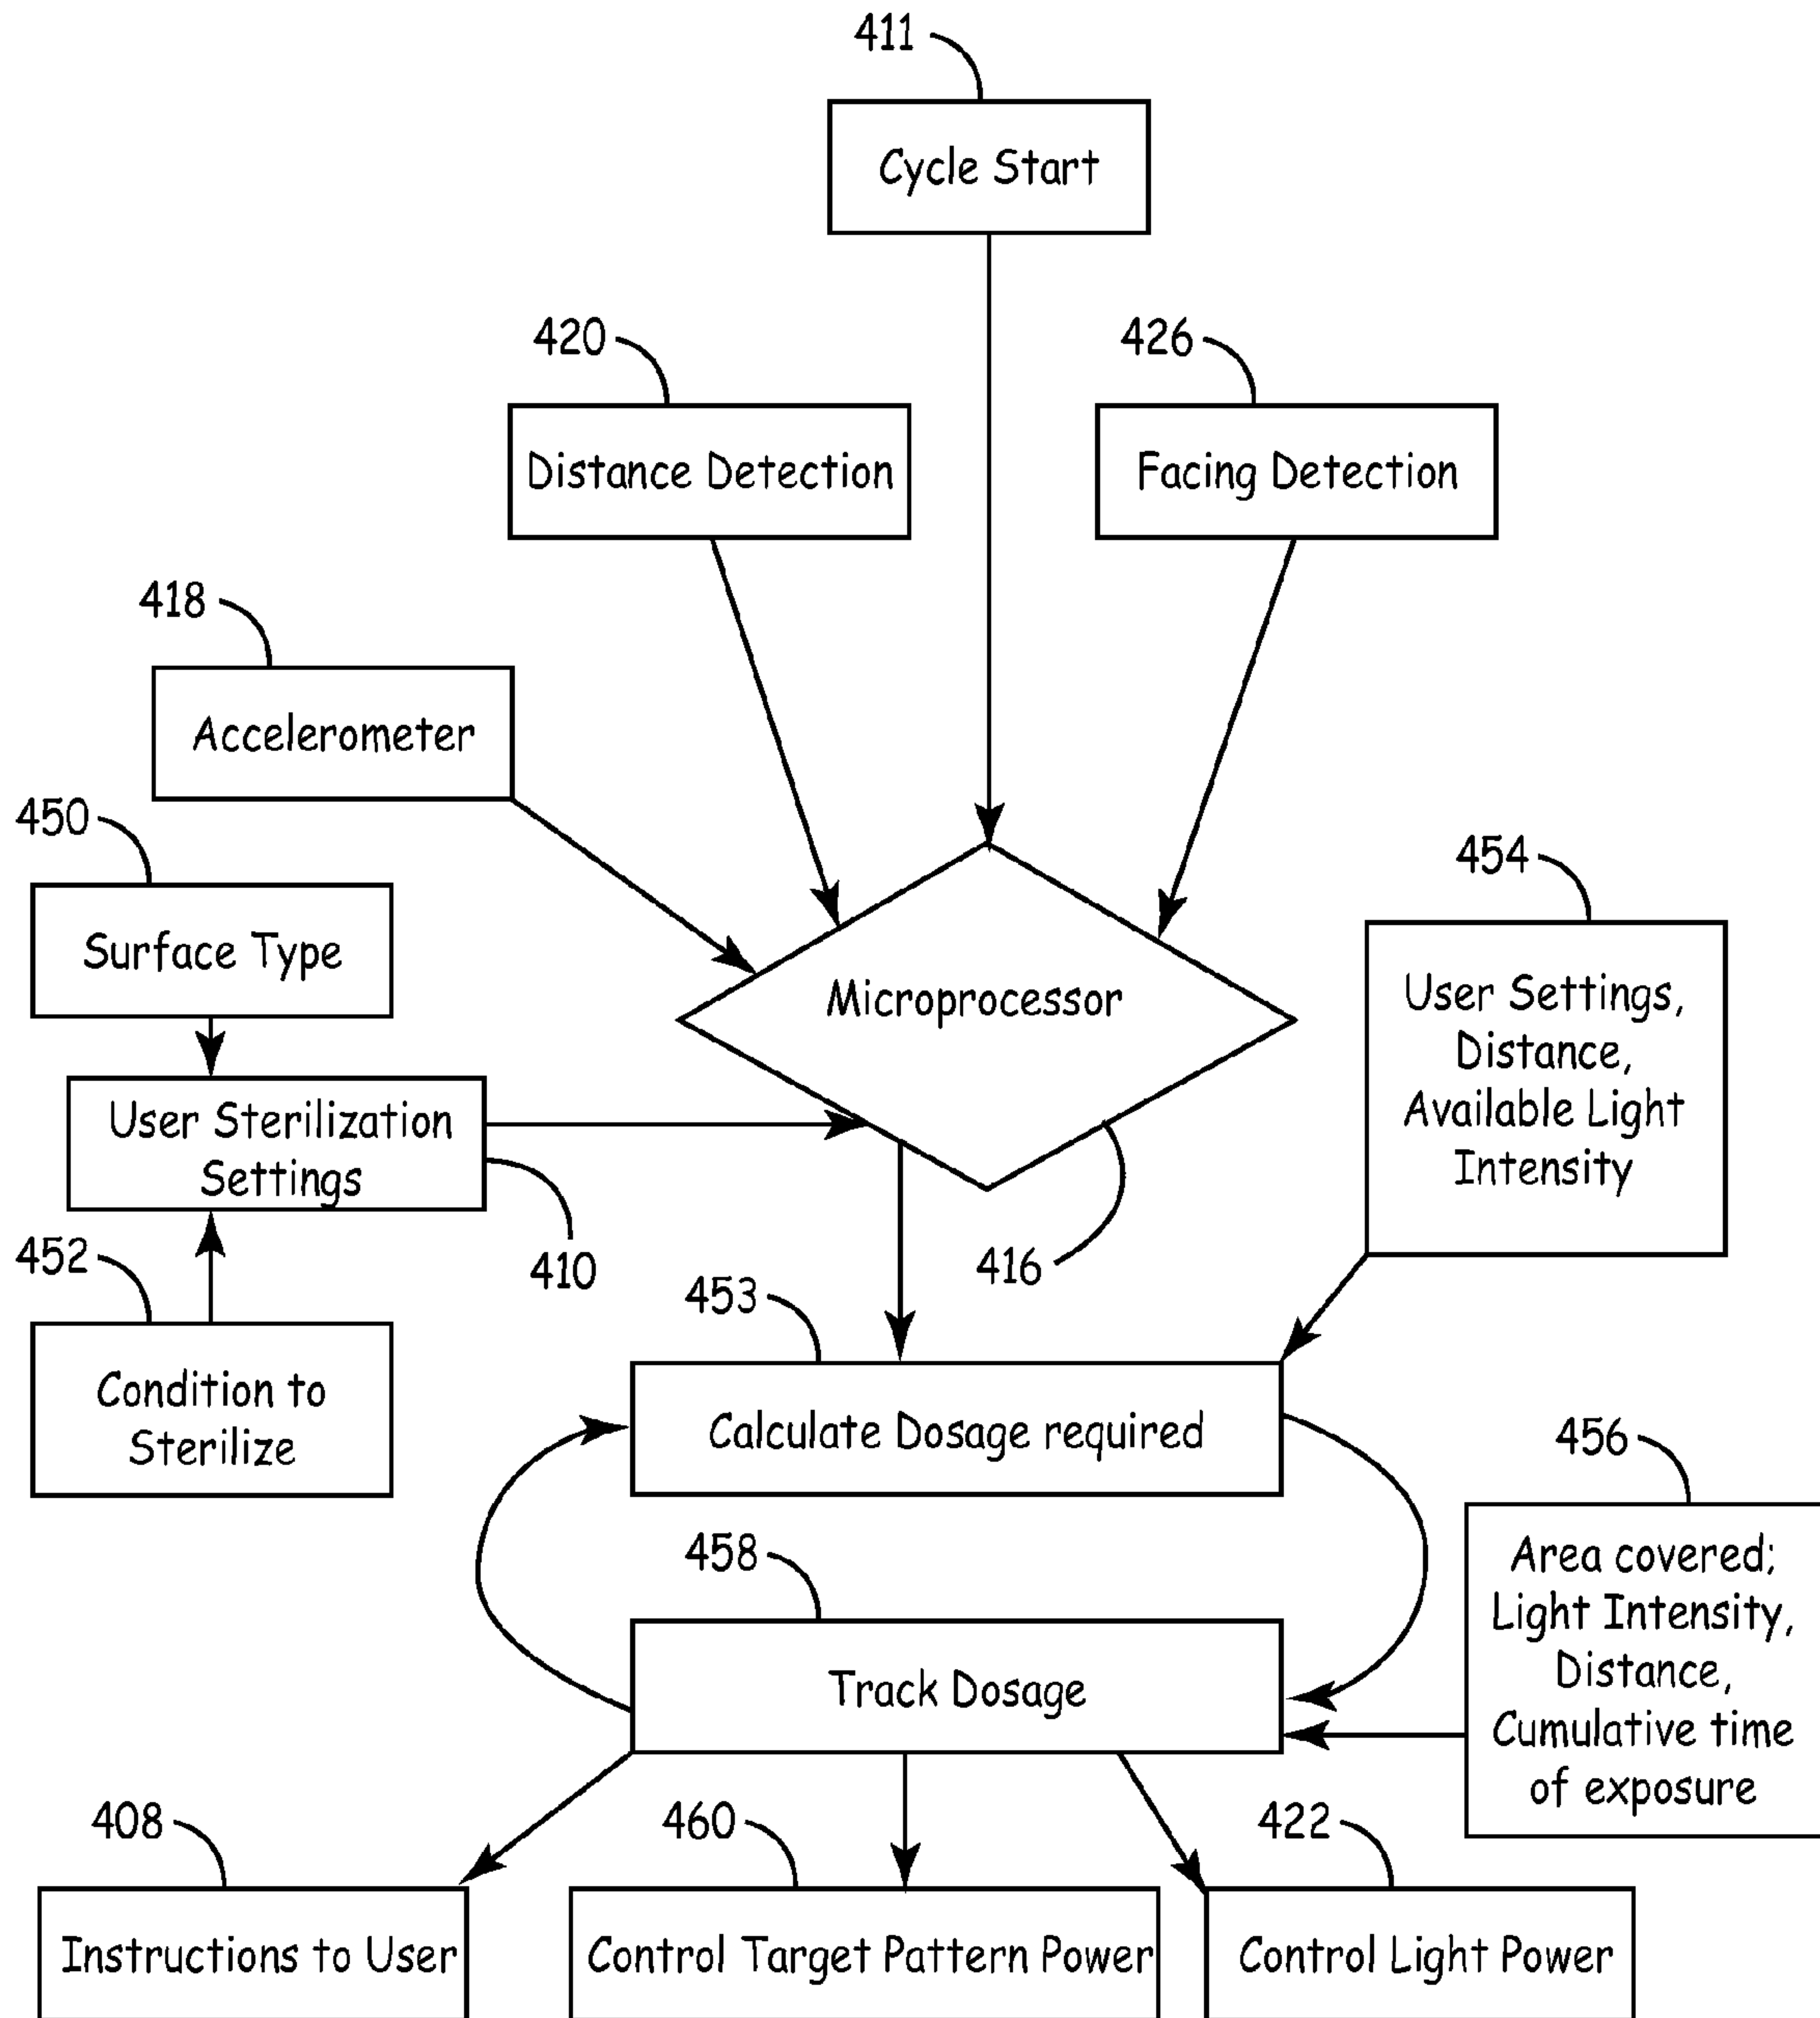 411
Cycle Start
420
426
Distance Detection
Facing Detection
418
Accelerometer
450
Surface Type
454
Microprocessor
User Settings,
Distance,
Available Light
Intensity
User Sterilization
Settings
410
416
452
453
Condition to
Sterilize
Calculate Dosage required
456
458
Area covered;
Light Intensity,
Distance,
Cumulative time
of exposure
Track Dosage
408
460
422
Instructions to User
Control Target Pattern Power
Control Light Power